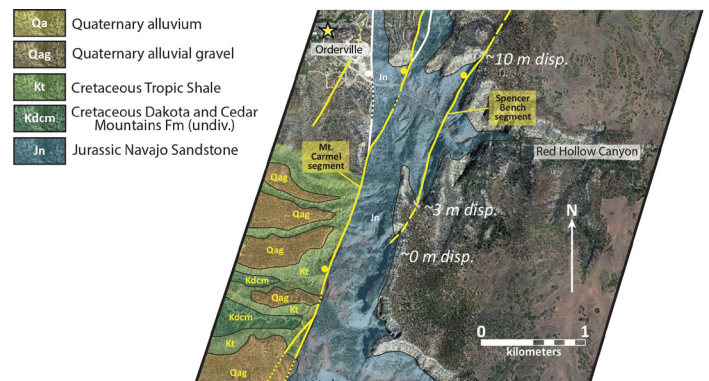 Qa Quaternary alluvium
Qag Quaternary alluvial gravel
Kt Cretaceous Tropic Shale
Kdcm Cretaceous Dakota and Cedar
Mountains Fm (undiv.)
Jn Jurassic Navajo Sandstone
Orderville
Jn
~10 m disp.
Spencer
Bench
segment
Mt.
Carmel
segment
Red Hollow Canyon
Qag
Qag
Jn
~3 m disp.
N
Qag
~0 m disp.
Kt
Kdcm
Qag
Kt
Kdcm
0 1
kilometers
Kt
Qag